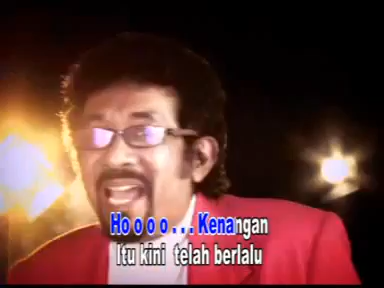 Ho o o o . . . Kenangan
Itu kini telah berlalu